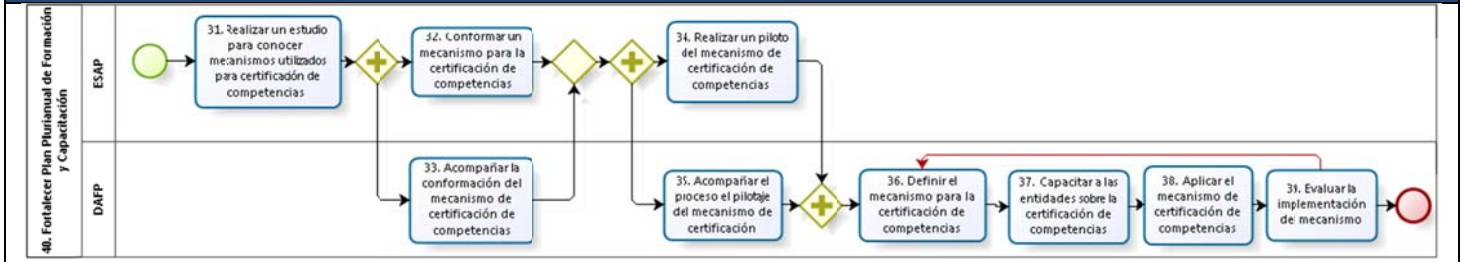 40. Fortalecer Plan Plurianual de Formación
y Capacitación
ESAP
31. Realizar un estudio
para conocer
mecanismos utilizados
para certificación de
competencias
32. Conformar un
mecanismo para la
certificación de
competencias
34. Realizar un piloto
del mecanismo de
certificación de
competencias
DAFP
33. Acompañar la
conformación del
mecanismo de
certificación de
competencias
35. Acompañar el
proceso el pilotaje
del mecanismo de
certificación
36. Definir el
mecanismo para la
certificación de
competencias
37. Capacitar a las
entidades sobre la
certificación de
competencias
38. Aplicar el
mecanismo de
certificación de
competencias
39. Evaluar la
implementación
del mecanismo